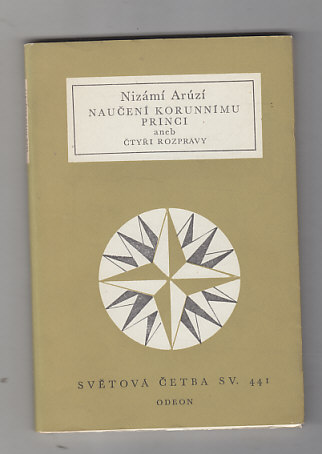 Nizámí Arúzí
NAUČENÍ KORUNNÍMU
PRINCI
aneb
ČTYŘI ROZPRAVY
SVĚTOVÁ ČETBA SV. 441
ODEON